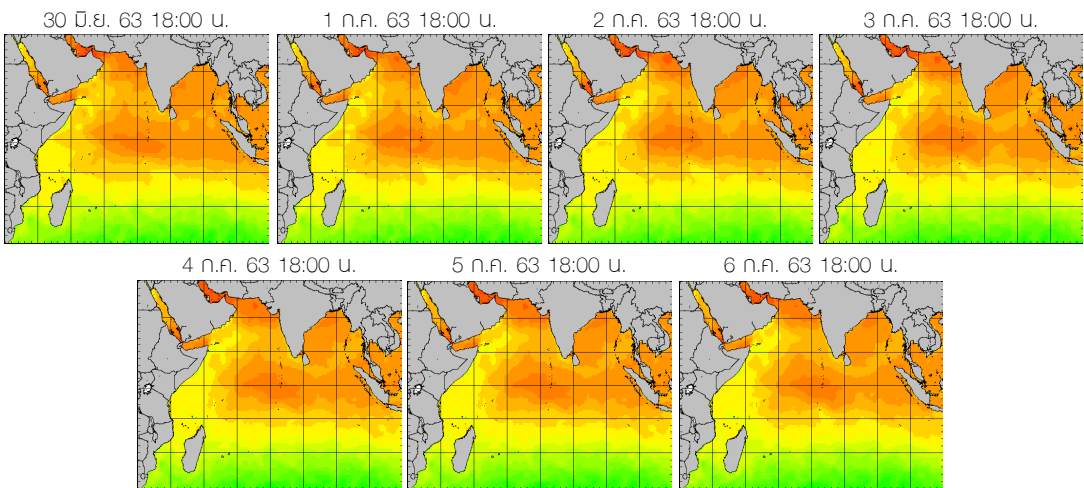 30 มิ.ย. 63 18:00 น.
1 ก.ค. 63 18:00 น.
2 ก.ค. 63 18:00 น.
3 ก.ค. 63 18:00 น.
4 ก.ค. 63 18:00 น.
5 ก.ค. 63 18:00 น.
6 ก.ค. 63 18:00 น.